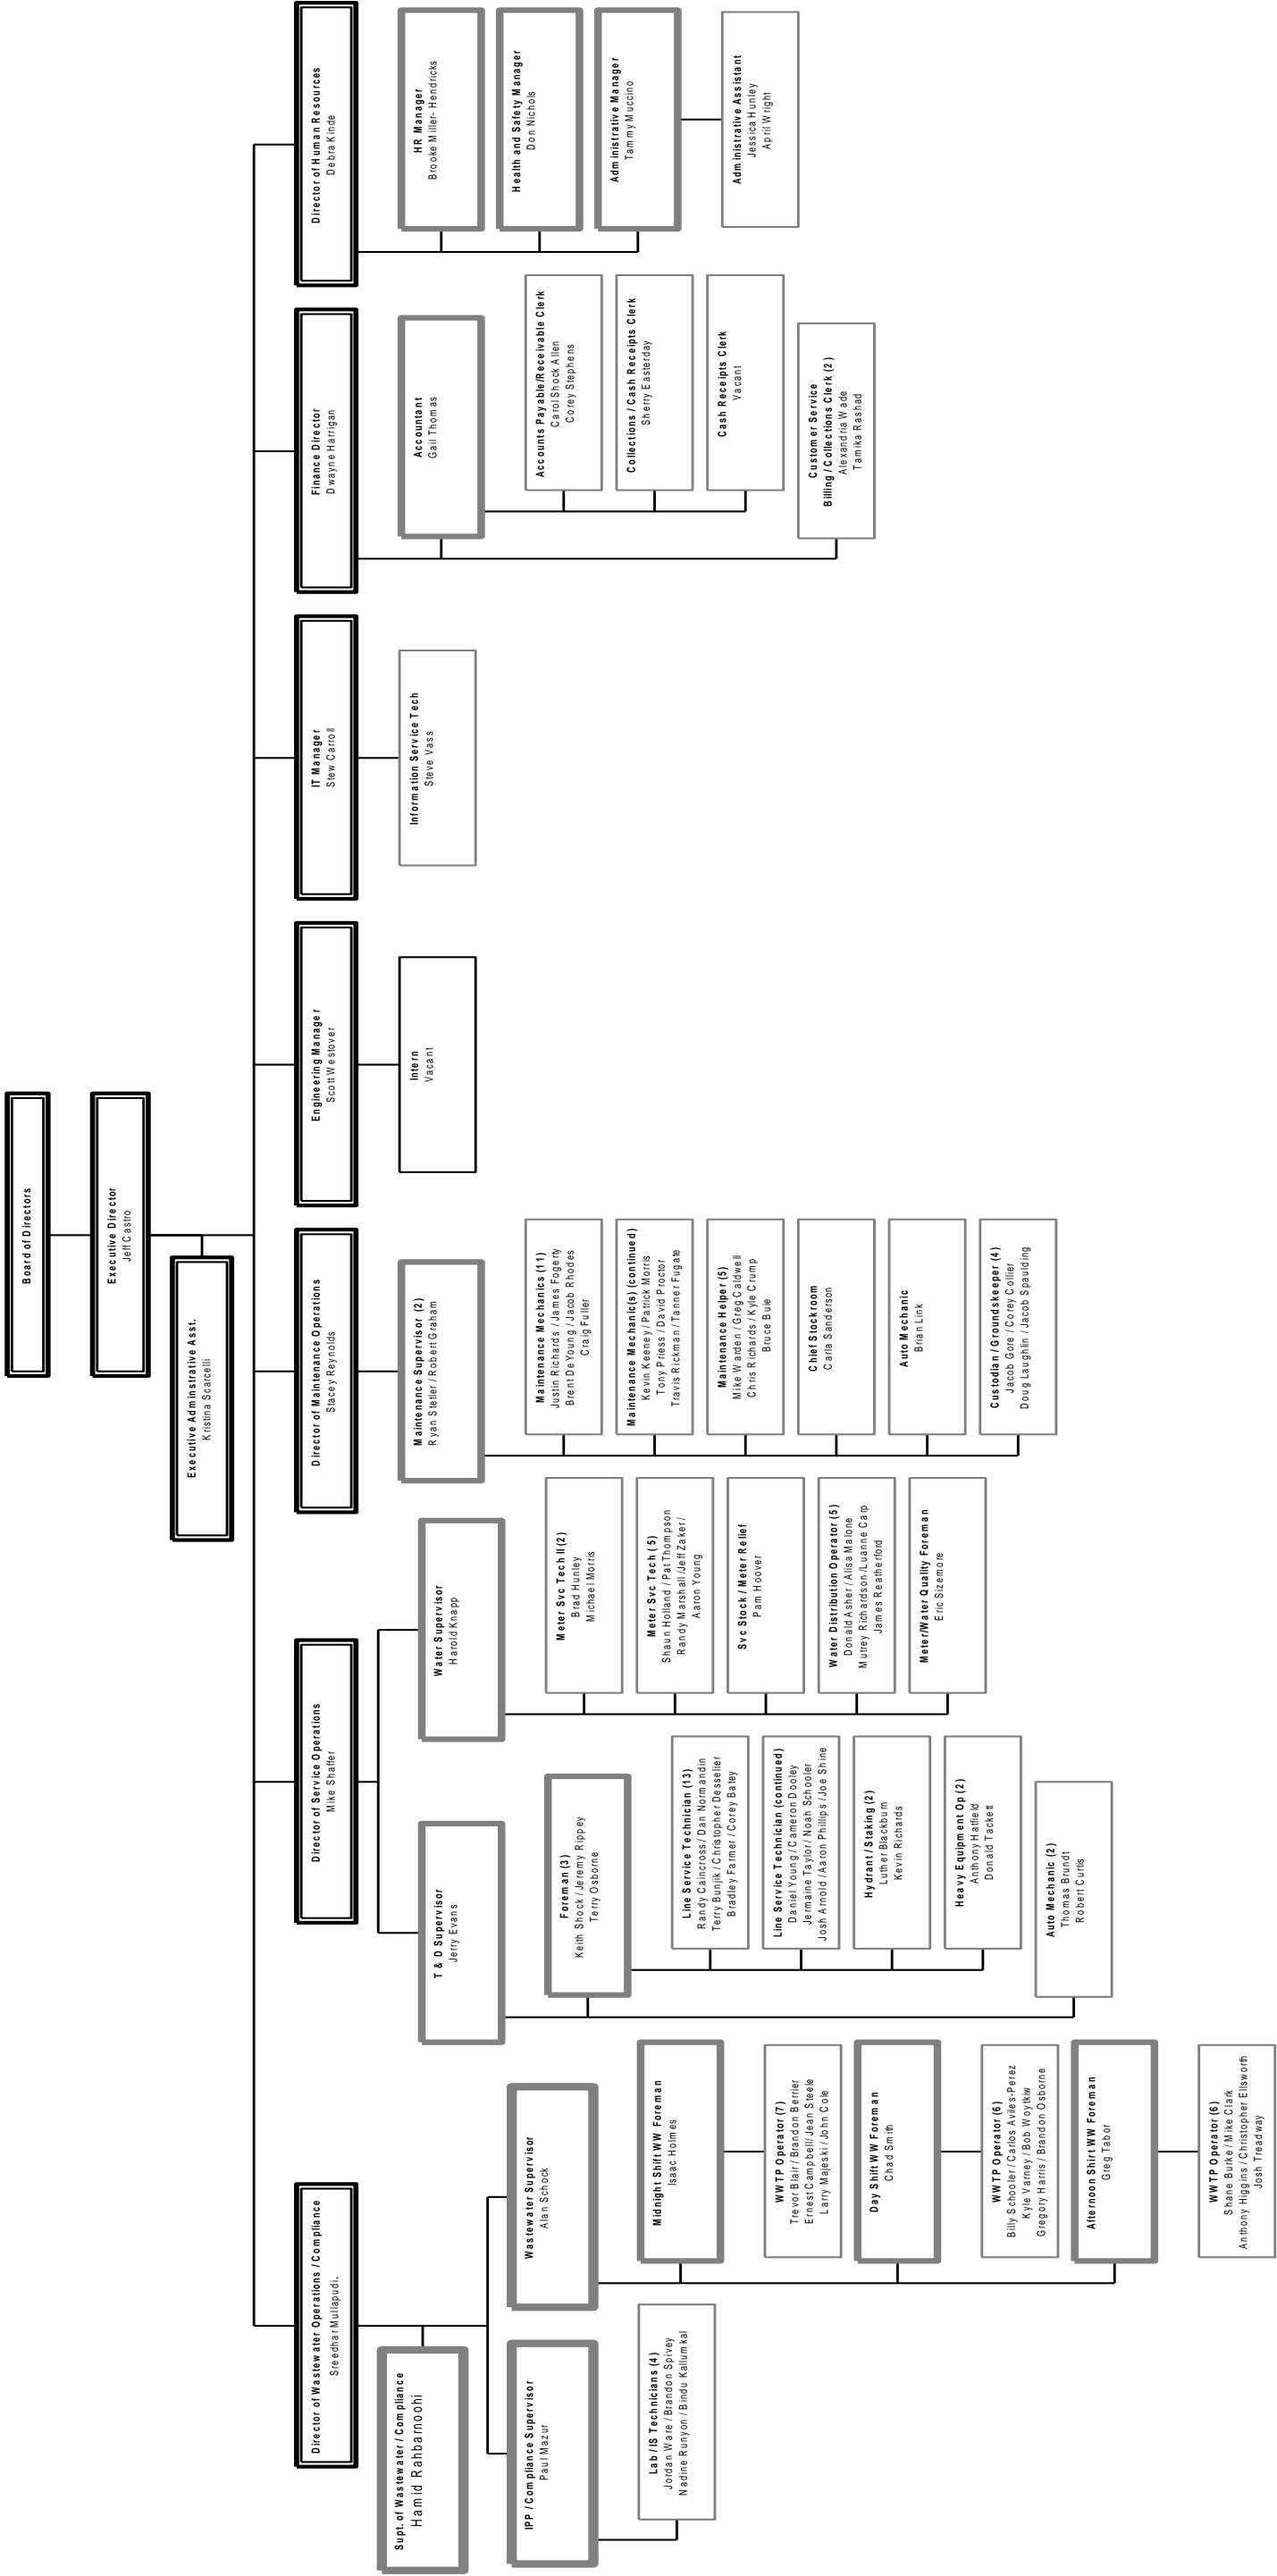 Board of Directors
Executive Director
Jeff Castro
Executive Adminstrative Asst.
Kristina Scarcelli
Director of Wastewater Operations / Compliance
Sreedhar Mullapudi.
Supt. of Wastewater / Compliance
Hamid Rahbarnoohi
IPP / Compliance Supervisor
Paul Mazur
Lab / IS Technicians (4)
Jordan Ware / Brandon Spivey
Nadine Runyon / Bindu Kallumkal
Wastewater Supervisor
Alan Schock
Midnight Shift WW Foreman
Isaac Holmes
WWTP Operator (7)
Trevor Blair / Brandon Berrier
Ernest Campbell/ Jean Steele
Larry Majeski / John Cole
Day Shift WW Foreman
Chad Smith
WWTP Operator (6)
Billy Schooler / Carlos Aviles-Perez
Kyle Varney / Bob Woytkiw
Gregory Harris / Brandon Osborne
Afternoon Shirt WW Foreman
Greg Tabor
WWTP Operator (6)
Shane Burke / Mike Clark
Anthony Higgins / Christopher Ellsworth
Josh Treadway
Director of Service Operations
Mike Shaffer
T & D Supervisor
Jerry Evans
Foreman (3)
Keith Shock / Jeremy Rippey
Terry Osborne
Line Service Technician (13)
Randy Caincross / Dan Normandin
Terry Bunjik / Christopher Desselier
Bradley Farmer / Corey Batey
Line Service Technician (continued)
Daniel Young / Cameron Dooley
Jermaine Taylor / Noah Schooler
Josh Arnold / Aaron Phillips / Joe Shine
Hydrant / Staking (2)
Luther Blackburn
Kevin Richards
Heavy Equipment Op (2)
Anthony Hatfield
Donald Tackett
Auto Mechanic (2)
Thomas Brundt
Robert Curtis
Water Supervisor
Harold Knapp
Meter Svc Tech II (2)
Brad Hunley
Michael Morris
Meter Svc Tech (5)
Shaun Holland / Pat Thompson
Randy Marshall /Jeff Zaker /
Aaron Young
Svc Stock / Meter Relief
Pam Hoover
Water Distribution Operator (5)
Donald Asher / Alisa Malone
Mutrey Richardson /Luanne Carp
James Reatherford
Meter/Water Quality Foreman
Eric Sizemore
Director of Maintenance Operations
Stacey Reynolds
Maintenance Supervisor (2)
Ryan Stetler / Robert Graham
Maintenance Mechanics (11)
Justin Richards / James Fogerty
Brent DeYoung / Jacob Rhodes
Craig Fuller
Maintenance Mechanic(s) (continued)
Kevin Keeney / Patrick Morris
Tony Priess / David Proctor
Travis Rickman / Tanner Fugate
Maintenance Helper (5)
Mike Warden / Greg Caldwell
Chris Richards / Kyle Crump
Bruce Buie
Chief Stockroom
Carla Sanderson
Auto Mechanic
Brian Link
Custodian / Groundskeeper (4)
Jacob Gore / Corey Collier
Doug Laughlin / Jacob Spaulding
Engineering Manager
Scott Westover
Intern
Vacant
IT Manager
Stew Carroll
Information Service Tech
Steve Vass
Finance Director
Dwayne Harrigan
Accountant
Gail Thomas
Accounts Payable/Receivable Clerk
Carol Shock Allen
Corey Stephens
Collections / Cash Receipts Clerk
Sherry Easterday
Cash Receipts Clerk
Vacant
Customer Service
Billing / Collections Clerk (2)
Alexandria Wade
Tamika Rashad
Director of Human Resources
Debra Kinde
HR Manager
Brooke Miller- Hendricks
Health and Safety Manager
Don Nichols
Administrative Manager
Tammy Muccino
Administrative Assistant
Jessica Hunley
April Wright